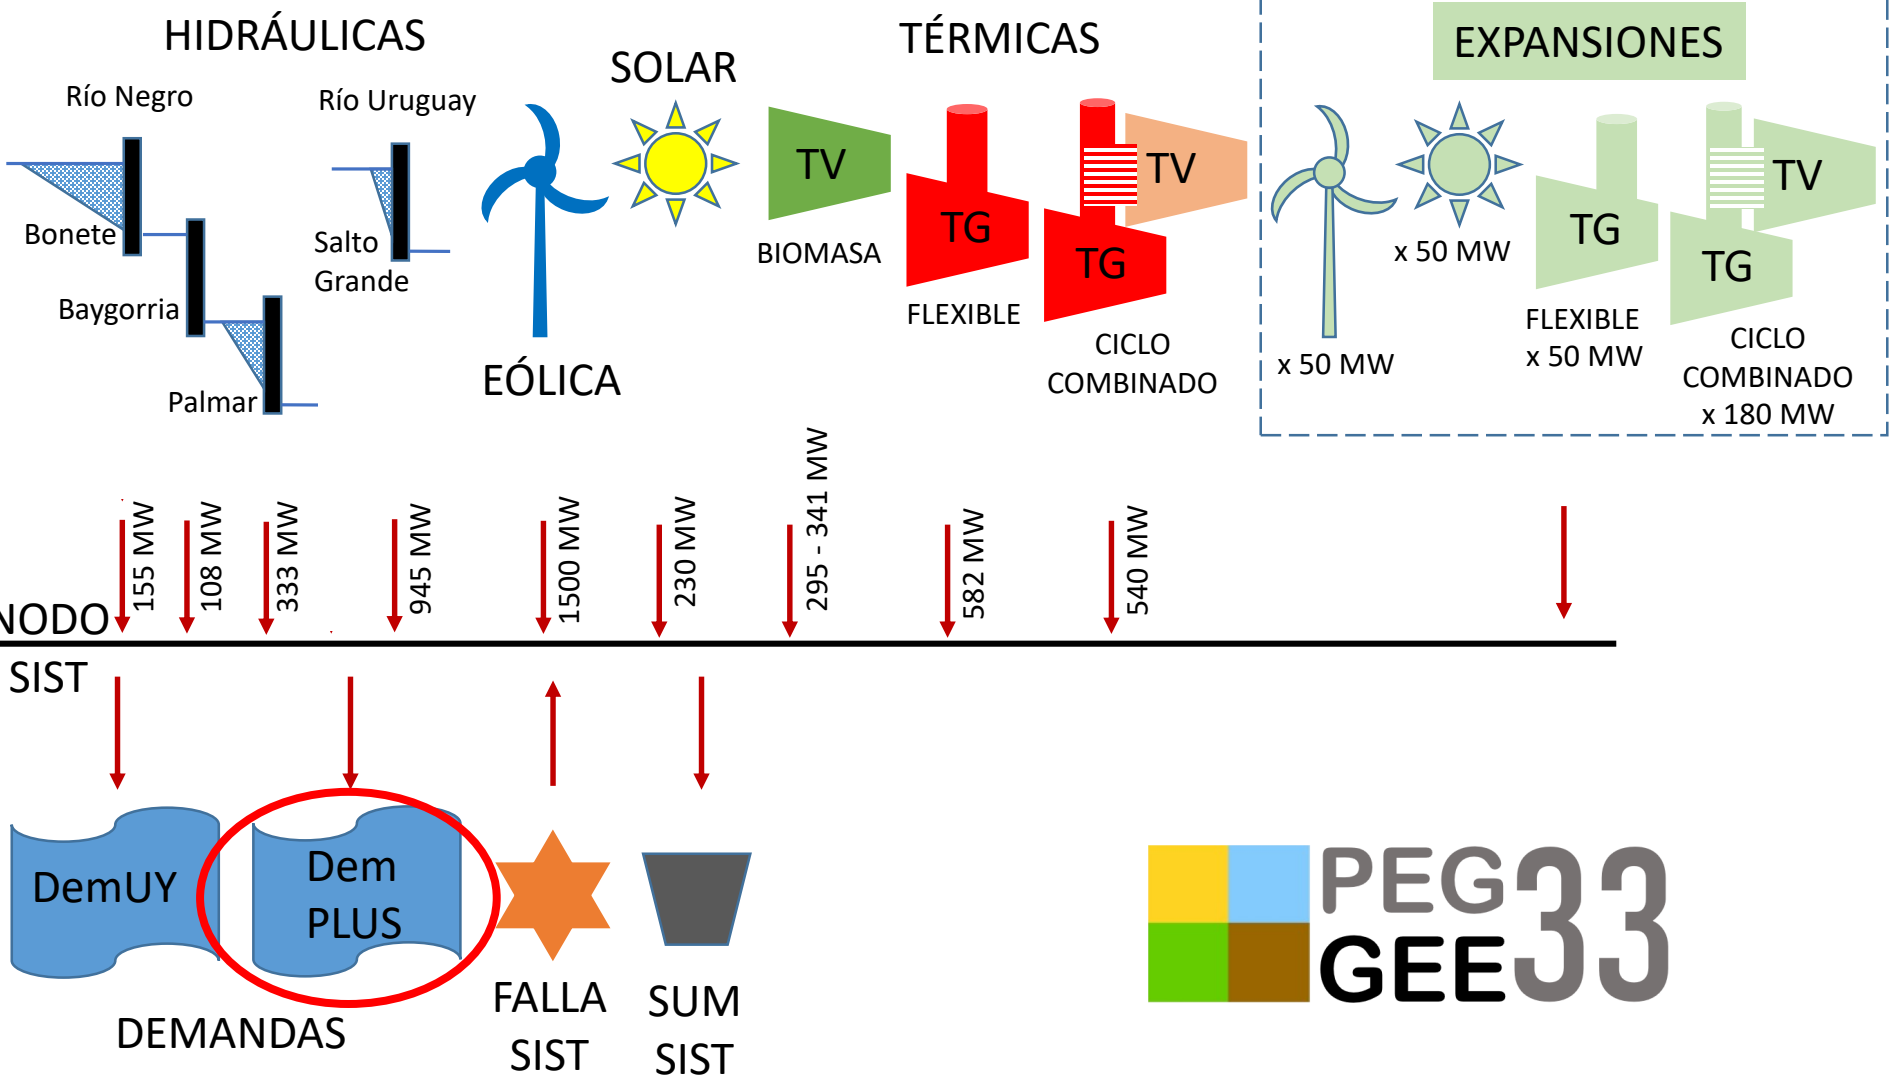 HIDRÁULICAS
Río Negro
Río Uruguay
Bonete
Baygorria
Palmar
Salto
Grande
EÓLICA
SOLAR
TÉRMICAS
TV
BIOMASA
TG
FLEXIBLE
TV
TG
CICLO
COMBINADO
EXPANSIONES
x 50 MW
x 50 MW
TG
FLEXIBLE
x 50 MW
TV
TG
CICLO
COMBINADO
x 180 MW
155 MW
108 MW
333 MW
945 MW
1500 MW
230 MW
295 - 341 MW
582 MW
540 MW
NODO
SIST
DemUY
Dem
PLUS
DEMANDAS
FALLA
SIST
SUM
SIST
PEG
GEE
33